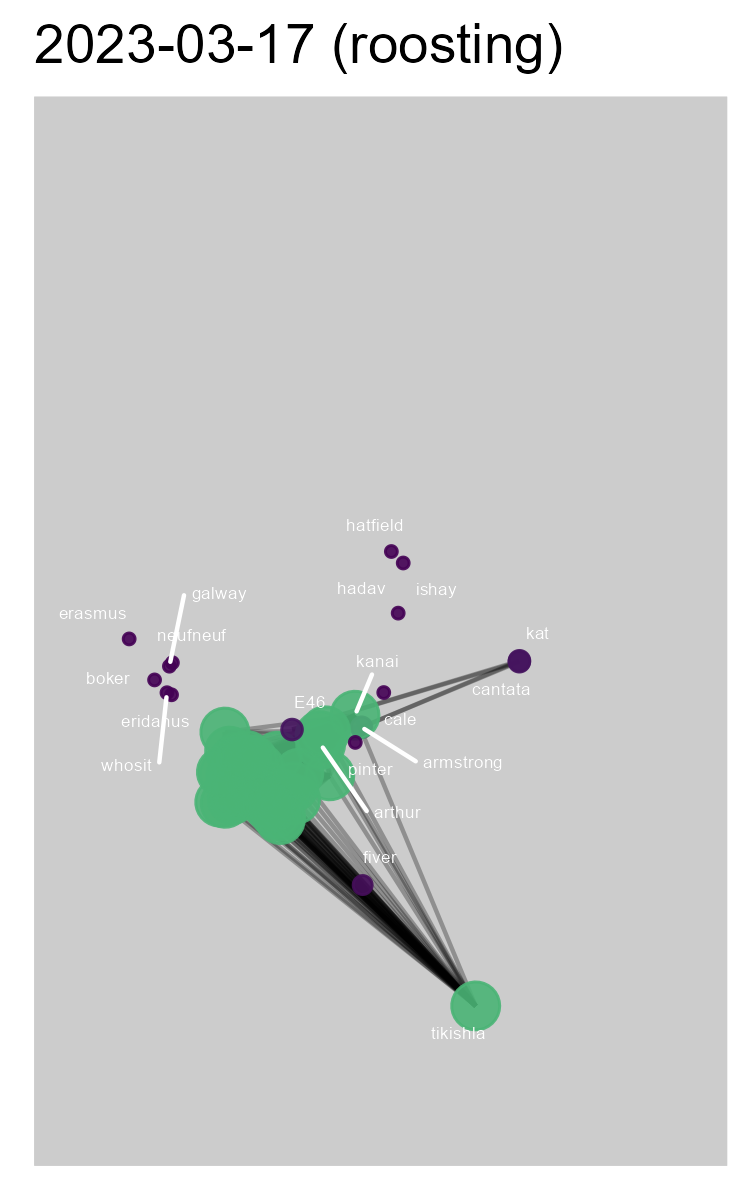 2023-03-17 (roosting)
hatfield
hadav
ishay
galway
erasmus
neufneuf
kat
kanai
boker
cantata
E46
eridanus
cale
whosit
pinter
armstrong
arthur
fiver
tikishla